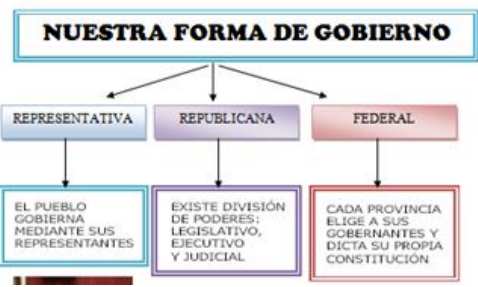 NUESTRA FORMA DE GOBIERNO
REPRESENTATIVA
REPUBLICANA
FEDERAL
EL PUEBLO
GOBIERNA
MEDIANTE SUS
REPRESENTANTES
EXISTE DIVISIÓN
DE PODERES;
LEGISLATIVO,
EJECUTIVO
Y JUDICIAL
CADA PROVINCIA
ELIGE A SUS
GOBERNANTES Y
DICTA SU PROPIA
CONSTITUCIÓN